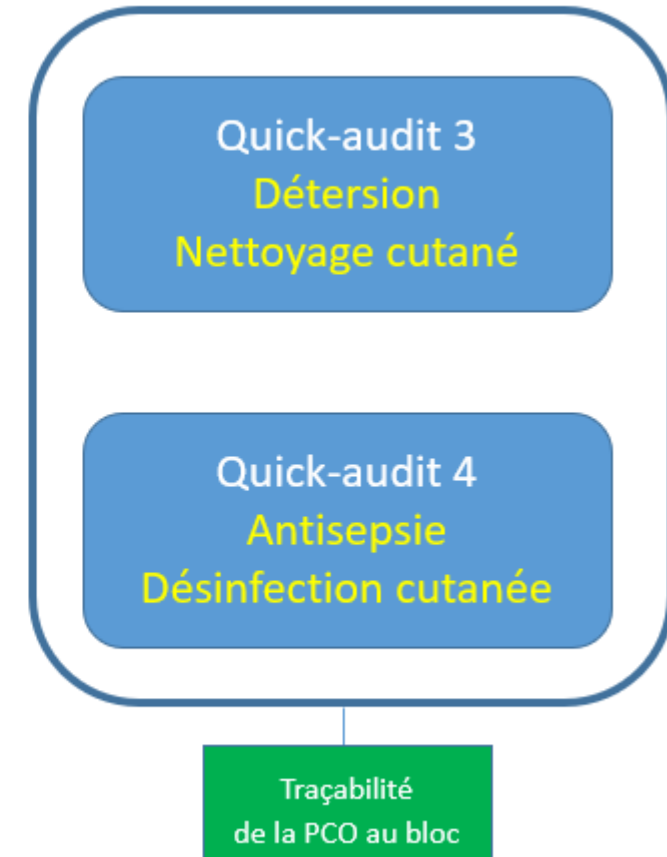 Quick-audit 3
Détersion
Nettoyage cutané
Quick-audit 4
Antisepsie
Désinfection cutanée
Traçabilité
de la PCO au bloc